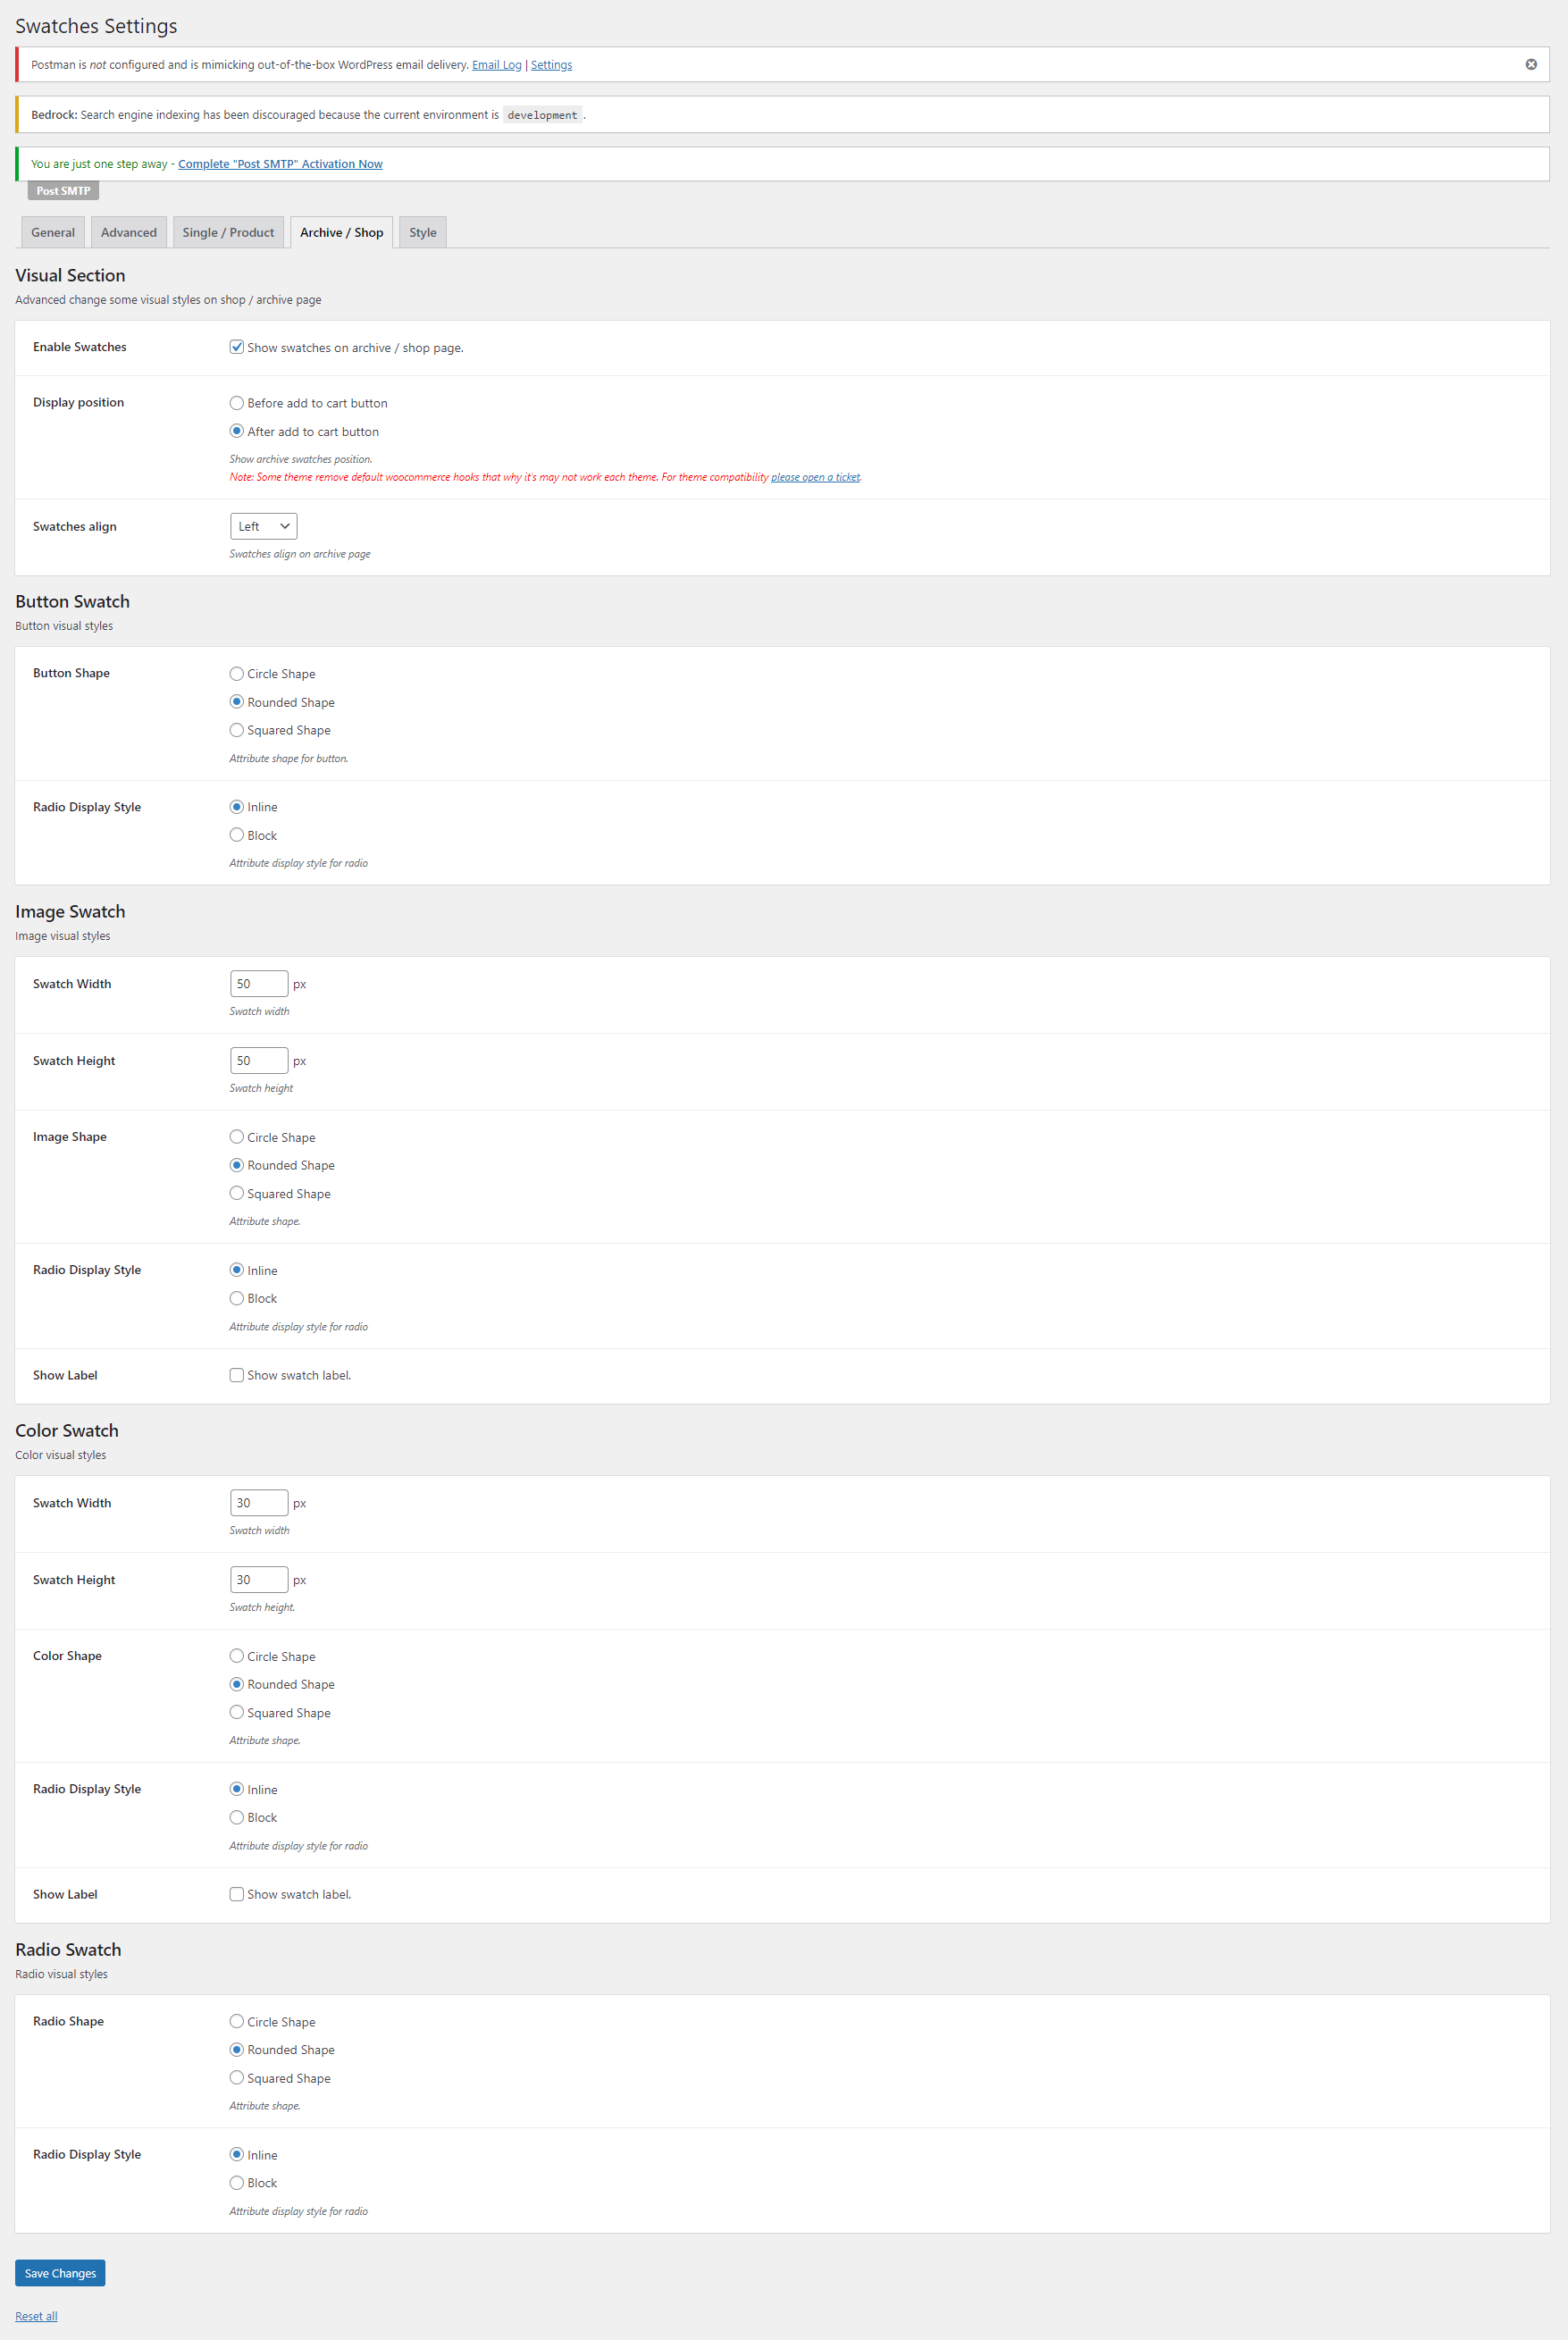 Swatches Settings
Postman is not configured and is mimicking out-of-the-box WordPress email delivery. Email Log | Settings
Bedrock: Search engine indexing has been discouraged because the current environment is development .
You are just one step away - Complete "Post SMTP" Activation Now
Post SMTP
General Advanced Single / Product Archive / Shop Style
Visual Section
Advanced change some visual styles on shop / archive page
Enable Swatches Show swatches on archive / shop page.
Display position Before add to cart button
After add to cart button
Show archive swatches position.
Note: Some theme remove default woocommerce hooks that why it's may not work each theme. For theme compatibility please open a ticket.
Swatches align Left
Swatches align on archive page
Button Swatch
Button visual styles
Button Shape Circle Shape
Rounded Shape
Squared Shape
Attribute shape for button.
Radio Display Style Inline
Block
Attribute display style for radio
Image Swatch
Image visual styles
Swatch Width 50 px
Swatch width
Swatch Height 50 px
Swatch height
Image Shape Circle Shape
Rounded Shape
Squared Shape
Attribute shape.
Radio Display Style Inline
Block
Attribute display style for radio
Show Label Show swatch label.
Color Swatch
Color visual styles
Swatch Width 30 px
Swatch width
Swatch Height 30 px
Swatch height.
Color Shape Circle Shape
Rounded Shape
Squared Shape
Attribute shape.
Radio Display Style Inline
Block
Attribute display style for radio
Show Label Show swatch label.
Radio Swatch
Radio visual styles
Radio Shape Circle Shape
Rounded Shape
Squared Shape
Attribute shape.
Radio Display Style Inline
Block
Attribute display style for radio
Save Changes
Reset all